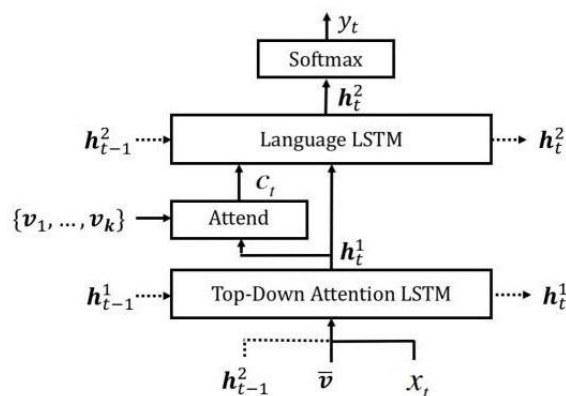 y_t
Softmax
h_t^2
h_{t-1}^2 Language LSTM h_t^2
c_t
{v_1, ..., v_k} Attend
h_t^1
h_{t-1}^1 Top-Down Attention LSTM h_t^1
h_{t-1}^2 v̅ x_t